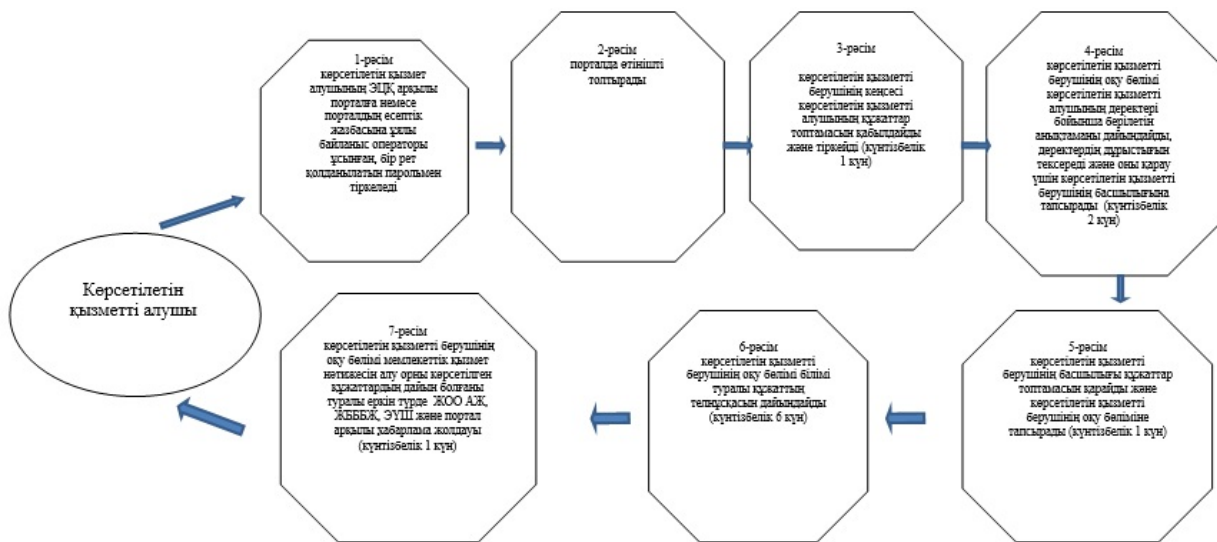 1-рәсім
көрсетілетін қызмет
алушының ЭЦҚ арқылы
порталға немесе
порталдың есептік
жазбасына ұялы
байланыс операторы
ұсынған, бір рет
қолданылатын парольмен
тіркеледі
2-рәсім
порталда өтінішті
толтырады
3-рәсім
көрсетілетін қызметті
берушінің кеңсесі
көрсетілетін қызметті
алушының құжаттар
топтамасын қабылдайды
және тіркейді (күнтізбелік
1 күн)
4-рәсім
көрсетілетін қызметті
берушінің оқу бөлімі
көрсетілетін қызметті
алушының деректері
бойынша берілетін
анықтаманы дайындайды,
деректердің дұрыстығын
тексереді және оны қарау
үшін көрсетілетін қызметті
берушінің басшылығына
тапсырады (күнтізбелік
2 күн)
5-рәсім
көрсетілетін қызметті
берушінің басшылығы құжаттар
топтамасын қарайды және
көрсетілетін қызметті
берушінің оқу бөліміне
тапсырады (күнтізбелік 1 күн)
6-рәсім
көрсетілетін қызметті
берушінің оқу бөлімі білімі
туралы құжаттың
телнұсқасын дайындайды
(күнтізбелік 6 күн)
7-рәсім
көрсетілетін қызметті берушінің
оқу бөлімі мемлекеттік қызмет
нәтижесін алу орны көрсетілген
құжаттардың дайын болғаны
туралы еркін түрде ЖОО АЖ,
ЖБББЖ, ЭҮШ және портал
арқылы хабарлама жолдауы
(күнтізбелік 1 күн)
Көрсетілетін
қызметті алушы